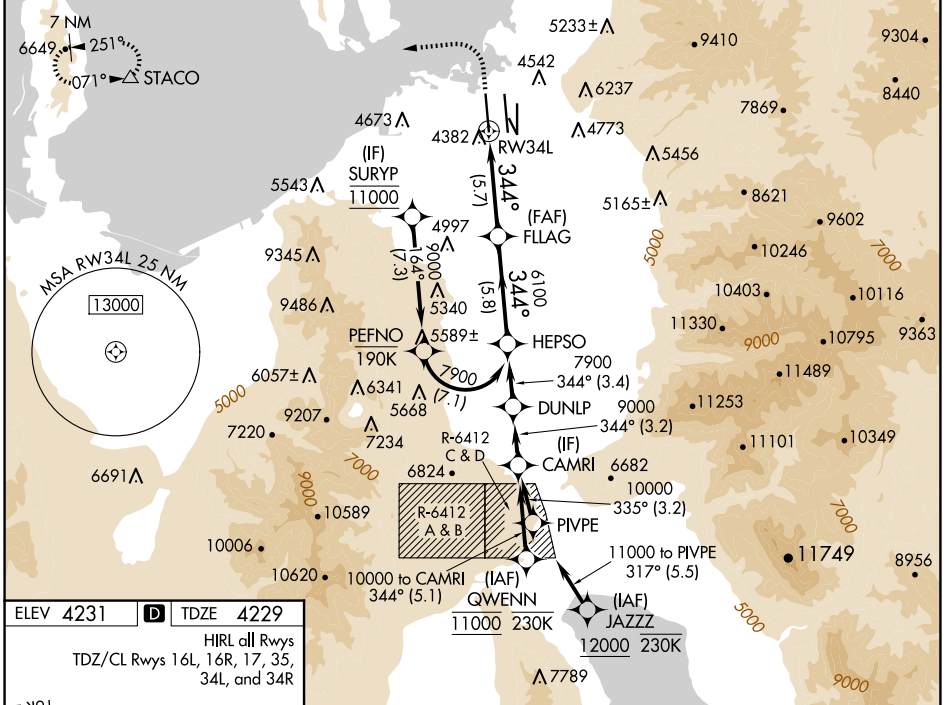 7 NM
6649
251°
071°
STACO
5233±
9410
9304
4542
6237
8440
7869
4673
4382
RW34L
4773
5456
(IF)
SURYP
11000
344°
(5.7)
5543
5165±
8621
(FAF)
FLLAG
9602
4997
9345
5000
10246
7000
164°
(7.3)
9000
MSA RW34L 25 NM
13000
5340
6100
344°
(5.8)
10403
10116
9486
11330
9363
PEFNO
190K
5589±
HEPSO
9000
10795
7900
(7.1)
7900
344° (3.4)
11489
6057±
6341
5668
5000
DUNLP
9000
344° (3.2)
11253
9207
7220
7234
R-6412
C & D
(IF)
CAMRI
11101
10349
7000
6691
6824
6682
10000
335° (3.2)
9000
R-6412
A & B
PIVPE
7000
10589
10006
11749
8956
10620
10000 to CAMRI
344° (5.1)
11000 to PIVPE
317° (5.5)
(IAF)
QWENN
11000 230K
(IAF)
JAZZZ
12000 230K
5000
7789
9000
ELEV 4231 D TDZE 4229
HIRL all Rwys
TDZ/CL Rwys 16L, 16R, 17, 35,
34L, and 34R